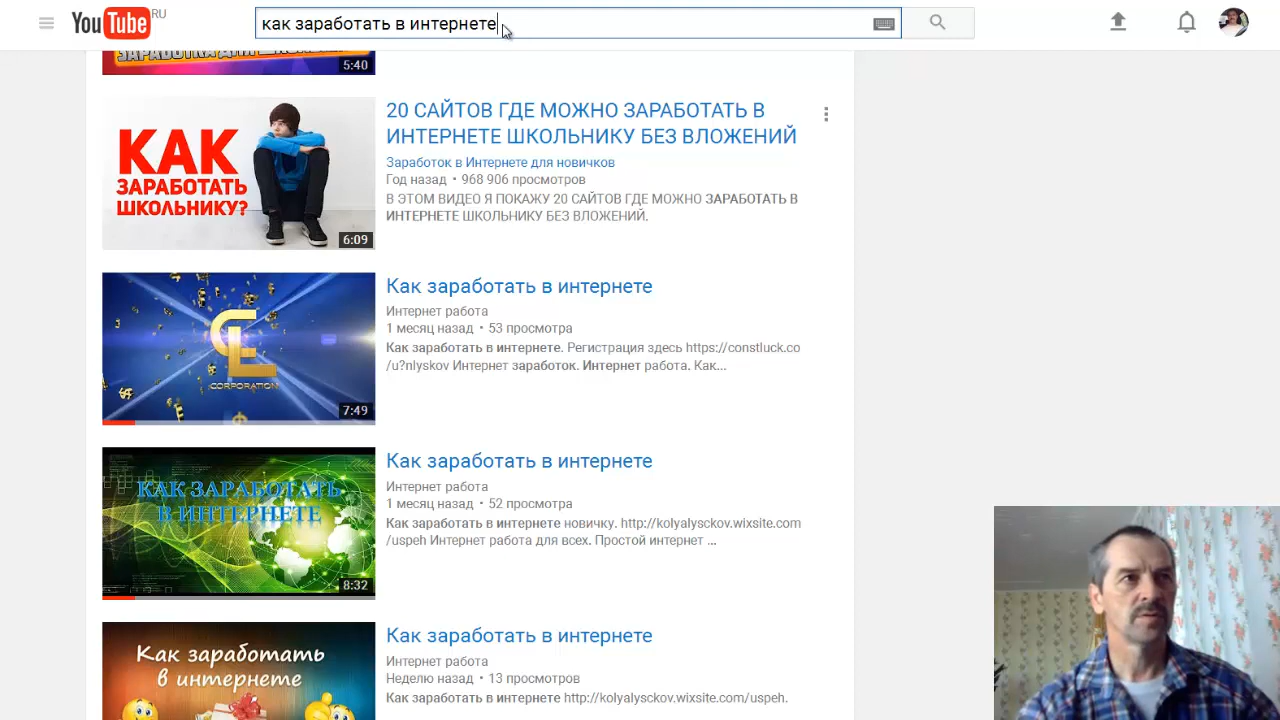 YouTube RU
как заработать в интернете
ЗАРАБОТКА ДЛЯ ШКОЛЬНИКА
5:40
КАК
ЗАРАБОТАТЬ
ШКОЛЬНИКУ?
6:09
20 САЙТОВ ГДЕ МОЖНО ЗАРАБОТАТЬ В
ИНТЕРНЕТЕ ШКОЛЬНИКУ БЕЗ ВЛОЖЕНИЙ
Заработок в Интернете для новичков
Год назад • 968 906 просмотров
В ЭТОМ ВИДЕО Я ПОКАЖУ 20 САЙТОВ ГДЕ МОЖНО ЗАРАБОТАТЬ В
ИНТЕРНЕТЕ ШКОЛЬНИКУ БЕЗ ВЛОЖЕНИЙ.
CL
CORPORATION
7:49
Как заработать в интернете
Интернет работа
1 месяц назад • 53 просмотра
Как заработать в интернете. Регистрация здесь https://constluck.co
/u?nlyskov Интернет заработок. Интернет работа. Как...
КАК ЗАРАБОТАТЬ
В ИНТЕРНЕТЕ
8:32
Как заработать в интернете
Интернет работа
1 месяц назад • 52 просмотра
Как заработать в интернете новичку. http://kolyalysckov.wixsite.com
/uspeh Интернет работа для всех. Простой интернет ...
Как заработать
в интернете
Как заработать в интернете
Интернет работа
Неделю назад • 13 просмотров
Как заработать в интернете http://kolyalysckov.wixsite.com/uspeh.